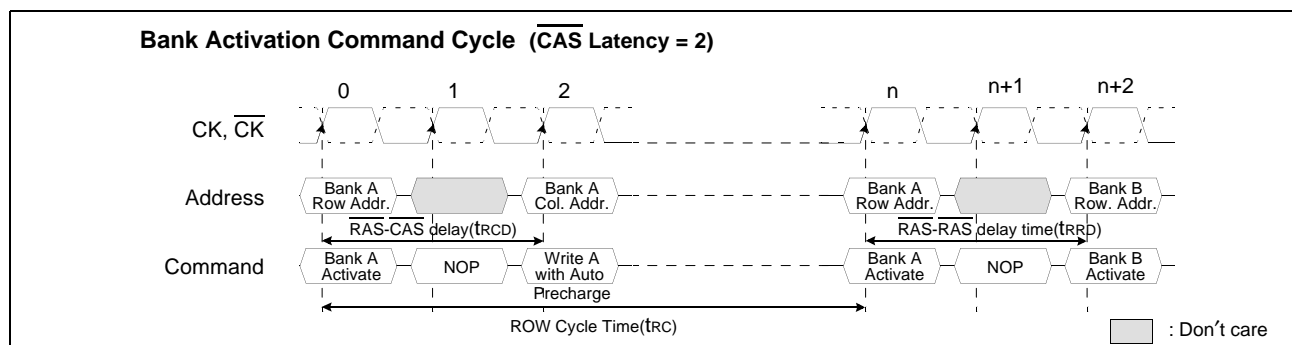 Bank Activation Command Cycle (CAS Latency = 2)
0 1 2 n n+1 n+2
CK, CK
Address
Bank A Row Addr.
Bank A Col. Addr.
Bank A Row Addr.
Bank B Row. Addr.
RAS-CAS delay(tRCD)
RAS-RAS delay time(tRRD)
Command
Bank A Activate
NOP
Write A with Auto Precharge
Bank A Activate
NOP
Bank B Activate
ROW Cycle Time(tRC)
: Don′t care